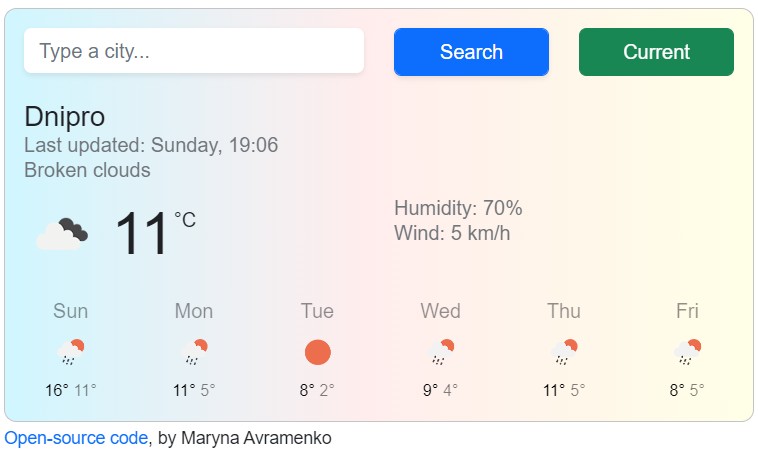 Type a city...
Search
Current
Dnipro
Last updated: Sunday, 19:06
Broken clouds
11 °C
Humidity: 70%
Wind: 5 km/h
Sun Mon Tue Wed Thu Fri
16° 11° 11° 5° 8° 2° 9° 4° 11° 5° 8° 5°
Open-source code, by Maryna Avramenko